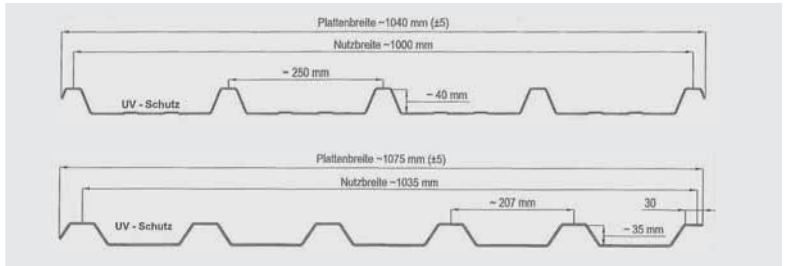 Plattenbreite ~1040 mm (±5)
Nutzbreite ~1000 mm
~ 250 mm
~ 40 mm
UV - Schutz
Plattenbreite ~1075 mm (±5)
Nutzbreite ~1035 mm
~ 207 mm
30
UV - Schutz
~ 35 mm